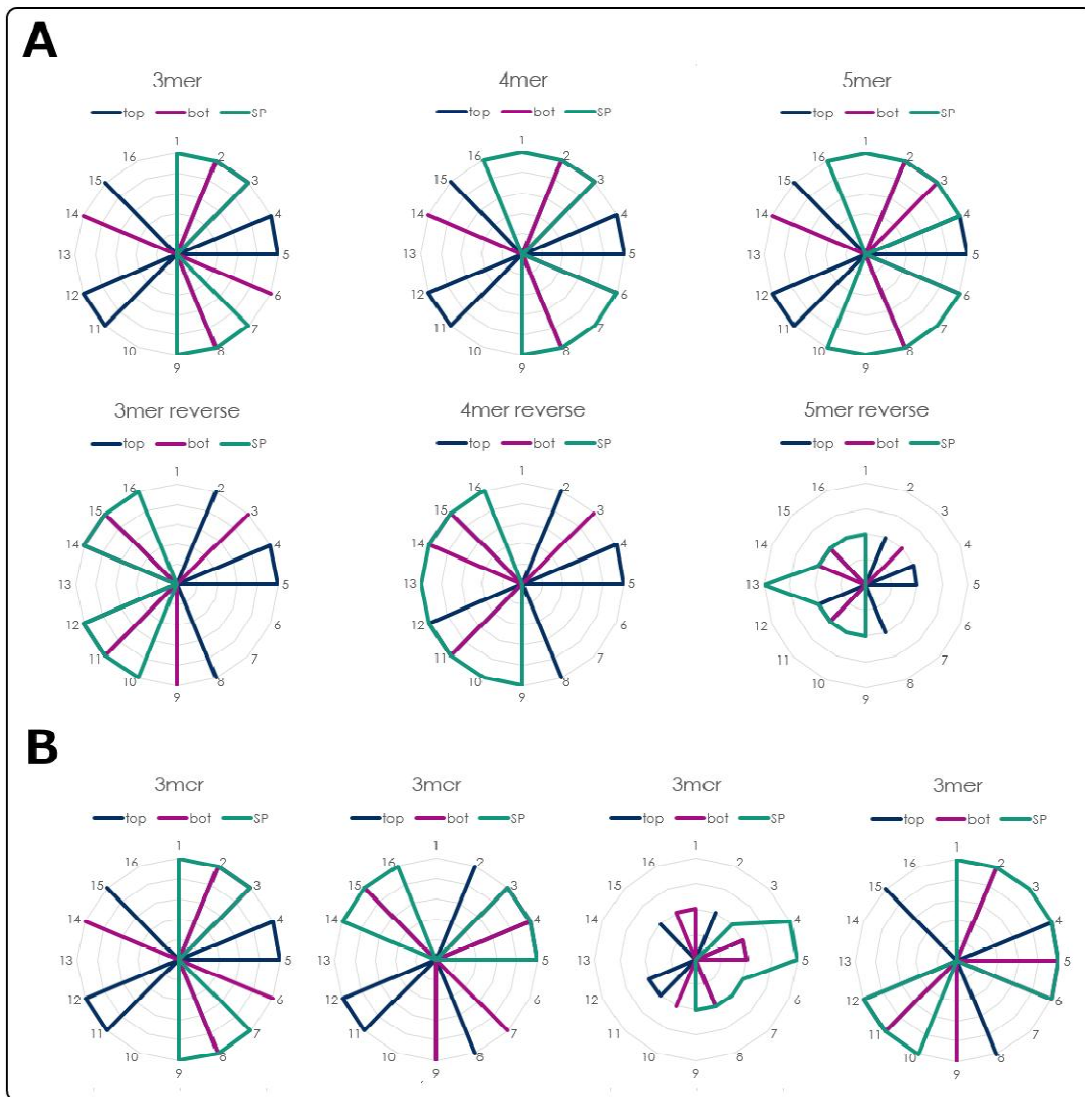 A
3mer 4mer 5mer
top bot SP top bot SP top bot SP
1 2 3 4 5 6 7 8 9 10 11 12 13 14 15 16
1 2 3 4 5 6 7 8 9 10 11 12 13 14 15 16
1 2 3 4 5 6 7 8 9 10 11 12 13 14 15 16
3mer reverse 4mer reverse 5mer reverse
top bot SP top bot SP top bot SP
1 2 3 4 5 6 7 8 9 10 11 12 13 14 15 16
1 2 3 4 5 6 7 8 9 10 11 12 13 14 15 16
1 2 3 4 5 6 7 8 9 10 11 12 13 14 15 16
B
3mer 3mer 3mer 3mer
top bot SP top bot SP top bot SP top bot SP
1 2 3 4 5 6 7 8 9 10 11 12 13 14 15 16
1 2 3 4 5 6 7 8 9 10 11 12 13 14 15 16
1 2 3 4 5 6 7 8 9 10 11 12 13 14 15 16
1 2 3 4 5 6 7 8 9 10 11 12 13 14 15 16